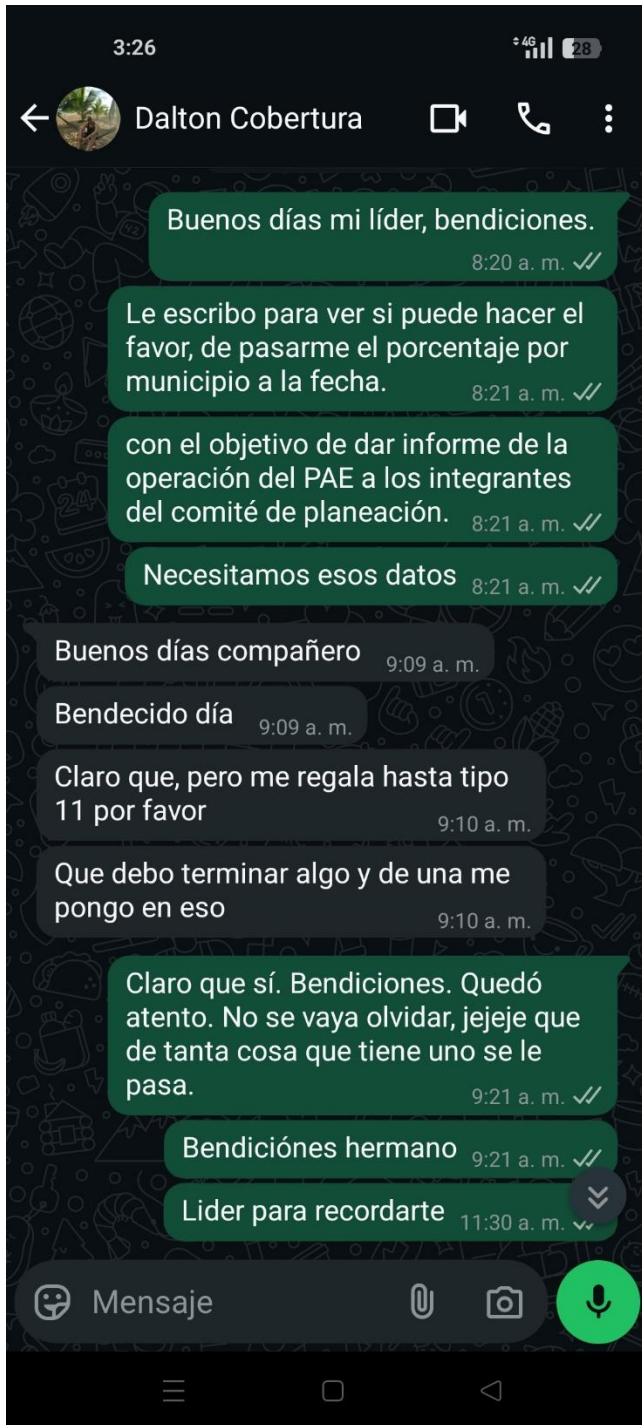 3:26
4G
28
Dalton Cobertura
Buenos días mi líder, bendiciones.
8:20 a. m.
Le escribo para ver si puede hacer el
favor, de pasarme el porcentaje por
municipio a la fecha.
8:21 a. m.
con el objetivo de dar informe de la
operación del PAE a los integrantes
del comité de planeación.
8:21 a. m.
Necesitamos esos datos
8:21 a. m.
Buenos días compañero
9:09 a. m.
Bendecido día
9:09 a. m.
Claro que, pero me regala hasta tipo
11 por favor
9:10 a. m.
Que debo terminar algo y de una me
pongo en eso
9:10 a. m.
Claro que sí. Bendiciones. Quedó
atento. No se vaya olvidar, jejeje que
de tanta cosa que tiene uno se le
pasa.
9:21 a. m.
Bendiciónes hermano
9:21 a. m.
Lider para recordarte
11:30 a. m.
Mensaje